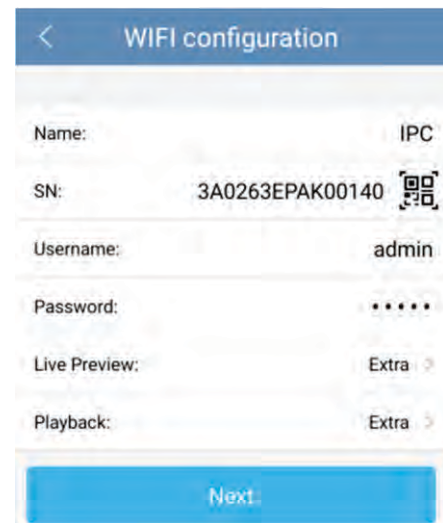 WIFI configuration
Name: IPC
SN: 3A0263EPAK00140
Username: admin
Password: •••••
Live Preview: Extra
Playback: Extra
Next